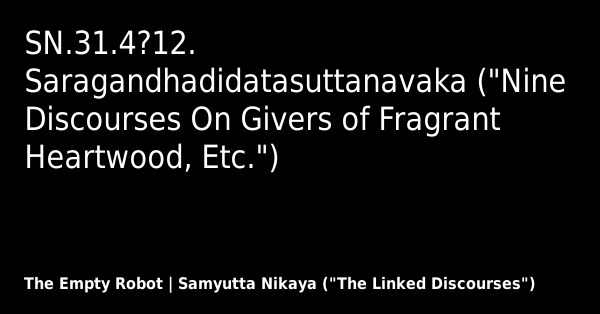 SN.31.4?12.
Saragandhadidatasuttanavaka ("Nine
Discourses On Givers of Fragrant
Heartwood, Etc.")
The Empty Robot | Samyutta Nikaya ("The Linked Discourses")